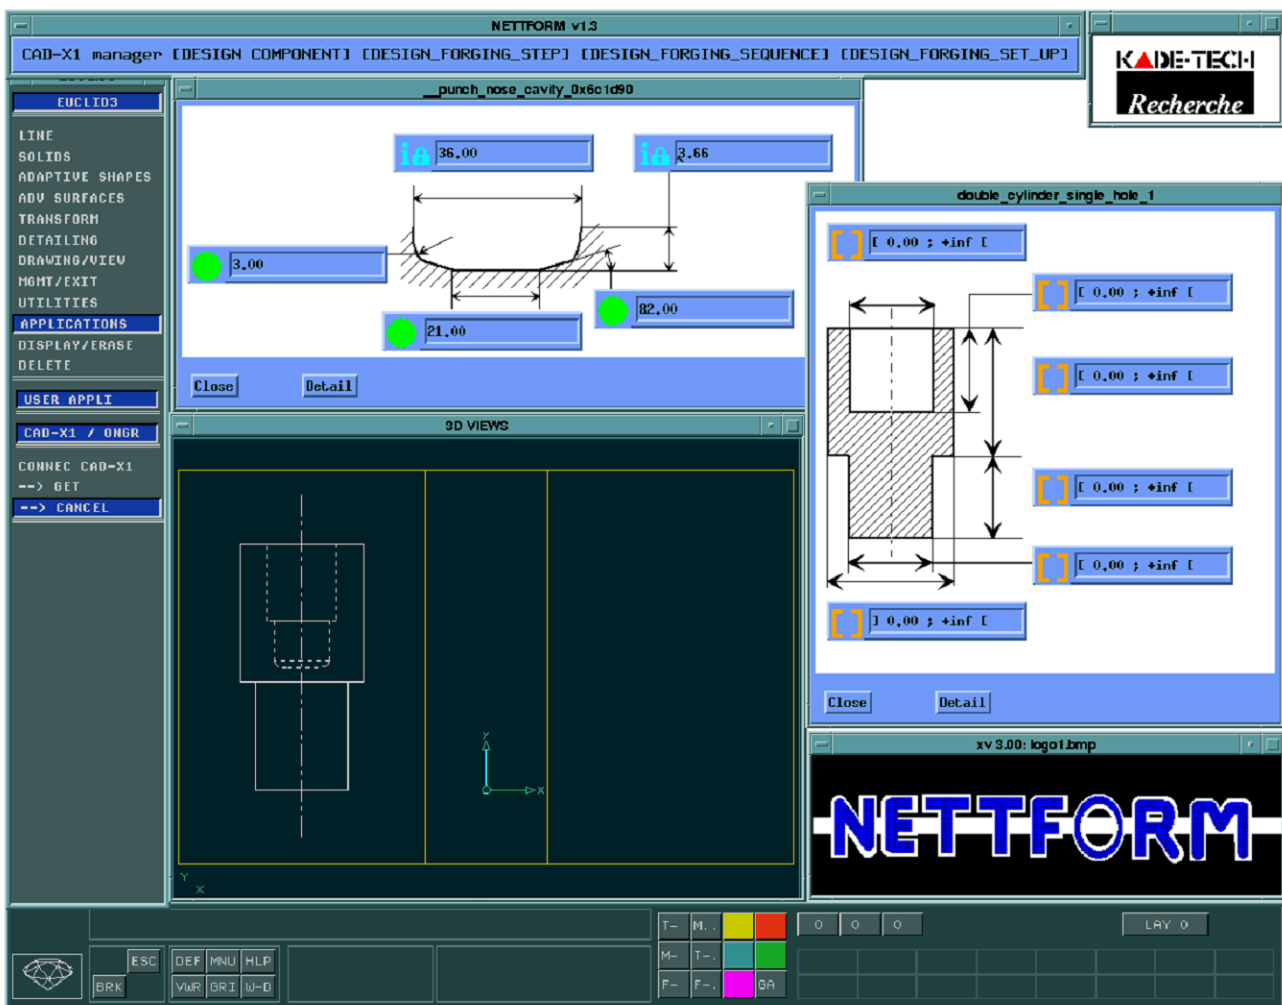 NETTFORM v1.3
CAD-X1 manager [DESIGN COMPONENT] [DESIGN_FORGING_STEP] [DESIGN_FORGING_SEQUENCE] [DESIGN_FORGING_SET_UP]
KADE-TECH
Recherche
EUCLID3
LINE
SOLIDS
ADAPTIVE SHAPES
ADV SURFACES
TRANSFORM
DETAILING
DRAWING/VIEW
MGMT/EXIT
UTILITIES
APPLICATIONS
DISPLAY/ERASE
DELETE
USER APPLI
CAD-X1 / ONGR
CONNEC CAD-X1
--> GET
--> CANCEL
__punch_nose_cavity_0x6c1d90
36.00
3.66
3.00
82.00
21.00
Close
Detail
double_cylinder_single_hole_1
[ 0.00 ; +inf [
[ 0.00 ; +inf [
[ 0.00 ; +inf [
[ 0.00 ; +inf [
[ 0.00 ; +inf [
] 0.00 ; +inf [
Close
Detail
3D VIEWS
Y
X
Y
X
xv 3.00: logo1.bmp
NETTFORM
ESC
BRK
DEF MNU HLP
VWR GRI W-D
T- M..
M- T-.
F- F-. GA
0 0 0
LAY 0